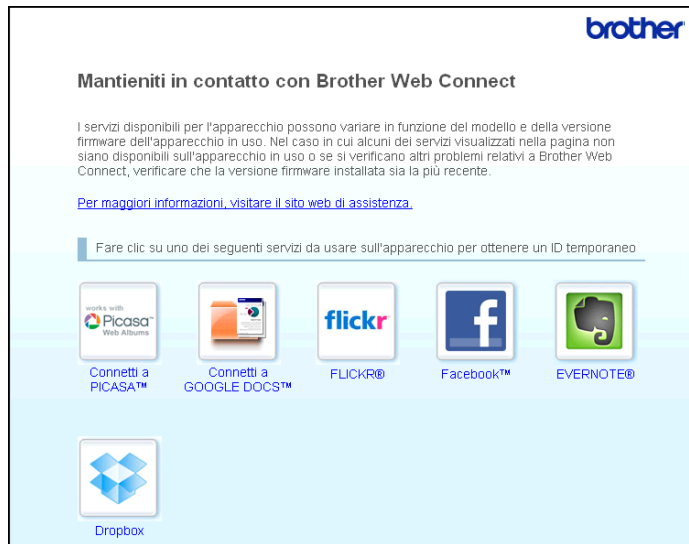 brother
Mantieniti in contatto con Brother Web Connect
I servizi disponibili per l'apparecchio possono variare in funzione del modello e della versione
firmware dell'apparecchio in uso. Nel caso in cui alcuni dei servizi visualizzati nella pagina non
siano disponibili sull'apparecchio in uso o se si verificano altri problemi relativi a Brother Web
Connect, verificare che la versione firmware installata sia la più recente.
Per maggiori informazioni, visitare il sito web di assistenza.
Fare clic su uno dei seguenti servizi da usare sull'apparecchio per ottenere un ID temporaneo
works with
Picasa™
Web Albums
Connetti a
PICASA™
Connetti a
GOOGLE DOCS™
flickr
FLICKR®
f
Facebook™
EVERNOTE®
Dropbox